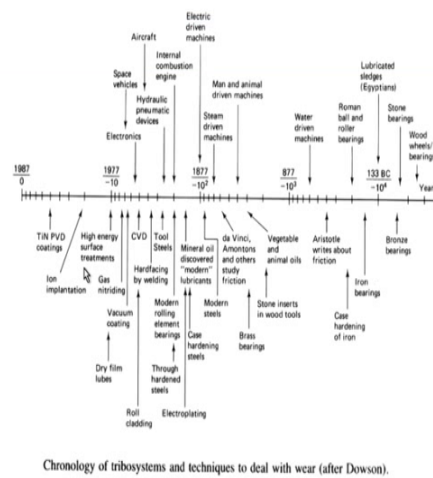 Electric
driven
machines
Aircraft
Internal
combustion
engine
Lubricated
sledges
(Egyptians)
Space
vehicles
Man and animal
driven machines
Hydraulic
pneumatic
devices
Roman
ball and
roller
bearings
Stone
bearings
Steam
driven
machines
Water
driven
machines
Wood
wheels/
bearing
Electronics
1987
0
1977
-10
1877
-10²
877
-10³
133 BC
-10⁴
Year
TiN PVD
coatings
High energy
surface
treatments
CVD
Tool
Steels
Mineral oil
discovered
"modern"
lubricants
da Vinci,
Amontons
and others
study
friction
Vegetable
and
animal oils
Aristotle
writes about
friction
Bronze
bearings
Ion
implantation
Gas
nitriding
Hardfacing
by welding
Iron
bearings
Vacuum
coating
Modern
rolling
element
bearings
Modern
steels
Stone inserts
in wood tools
Case
hardening
of iron
Case
hardening
steels
Brass
bearings
Dry film
lubes
Through
hardened
steels
Roll
cladding
Electroplating
Chronology of tribosystems and techniques to deal with wear (after Dowson).